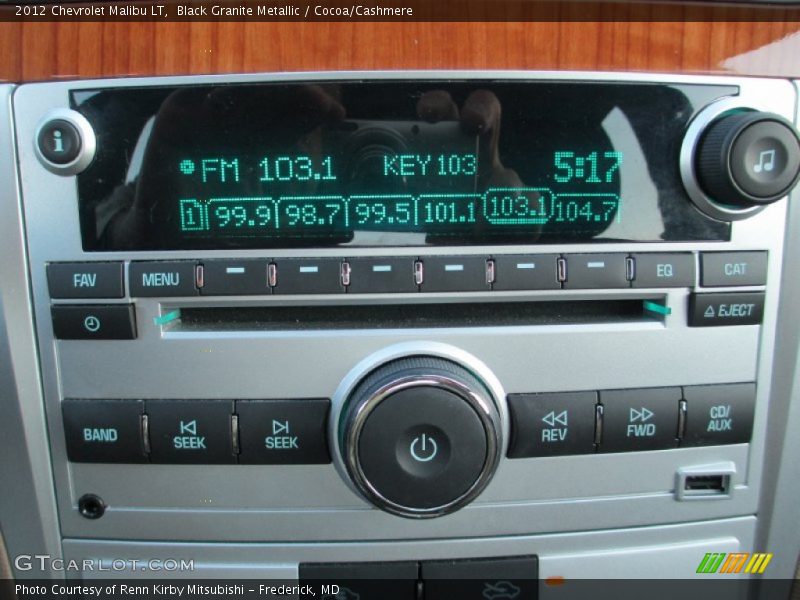 2012 Chevrolet Malibu LT, Black Granite Metallic / Cocoa/Cashmere
i
FM 103.1 KEY 103 5:17
1 99.9 98.7 99.5 101.1 103.1 104.7
FAV MENU EQ CAT
EJECT
BAND SEEK SEEK REV FWD CD/
AUX
GTCARLOT.COM
Photo Courtesy of Renn Kirby Mitsubishi - Frederick, MD